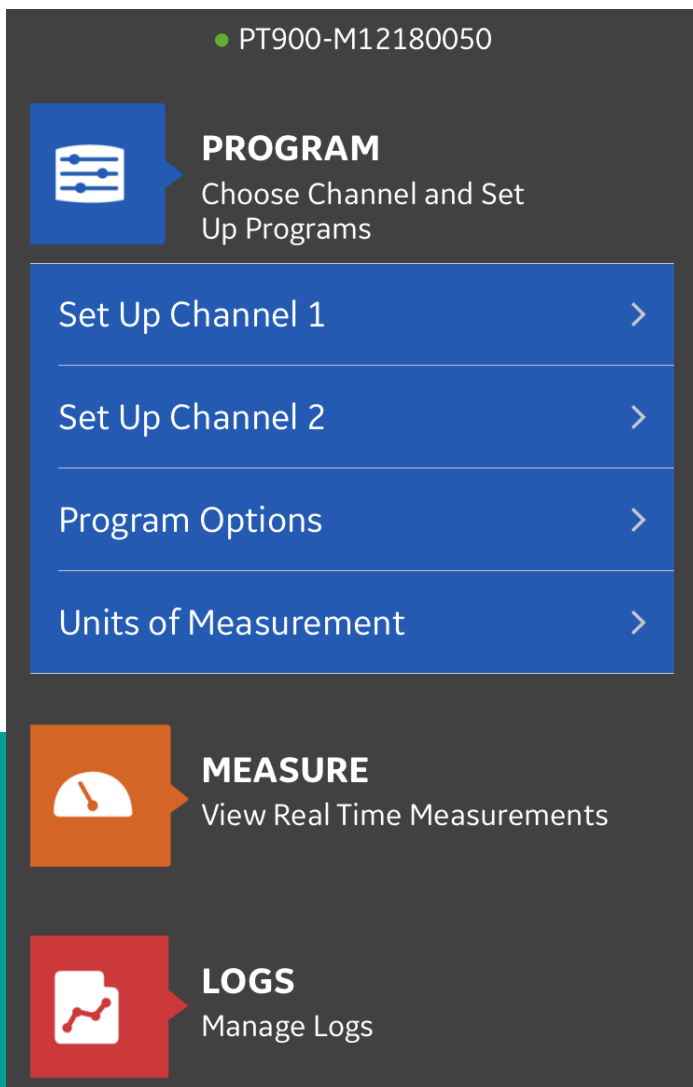 PT900-M12180050
PROGRAM
Choose Channel and Set
Up Programs
Set Up Channel 1
Set Up Channel 2
Program Options
Units of Measurement
MEASURE
View Real Time Measurements
LOGS
Manage Logs